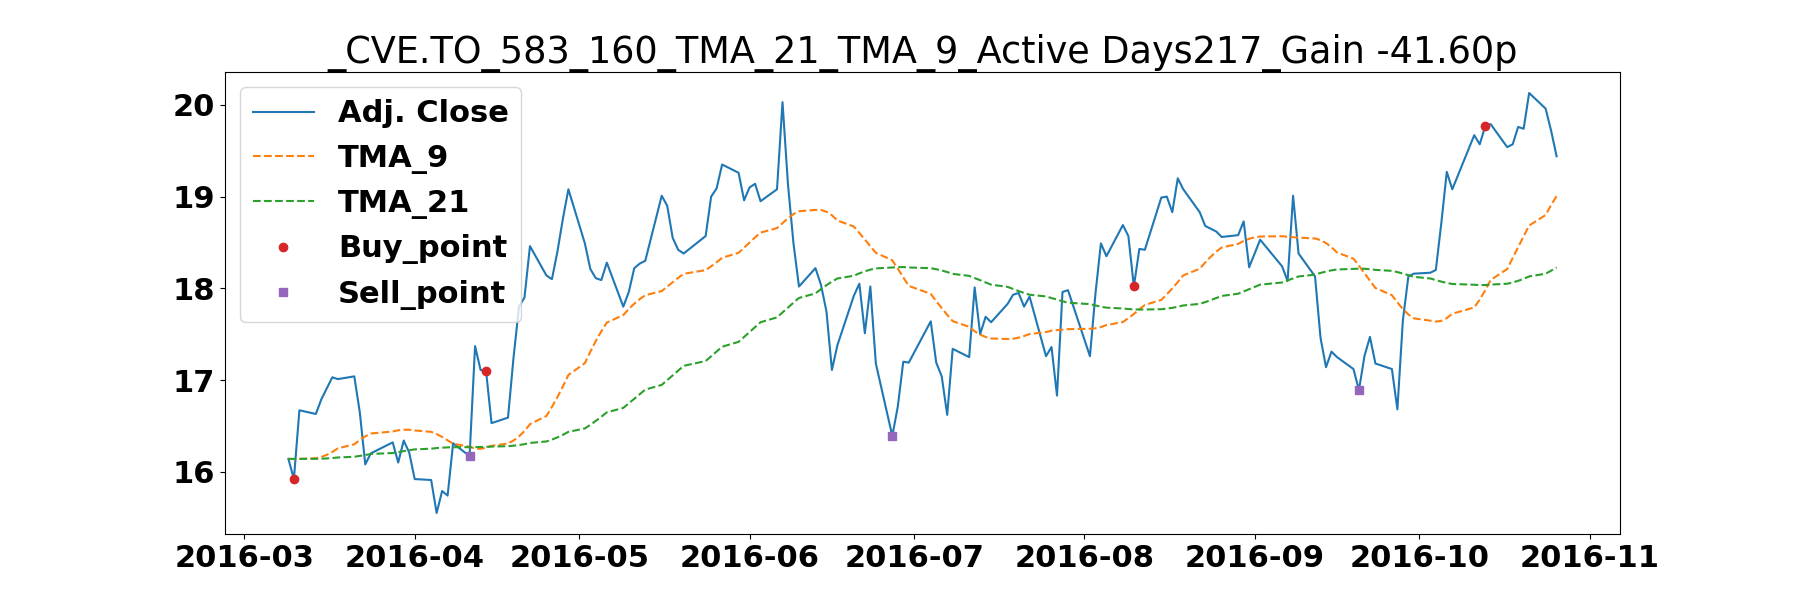 _CVE.TO_583_160_TMA_21_TMA_9_Active Days217_Gain -41.60p
Adj. Close
TMA_9
TMA_21
Buy_point
Sell_point
20
19
18
17
16
2016-03 2016-04 2016-05 2016-06 2016-07 2016-08 2016-09 2016-10 2016-11